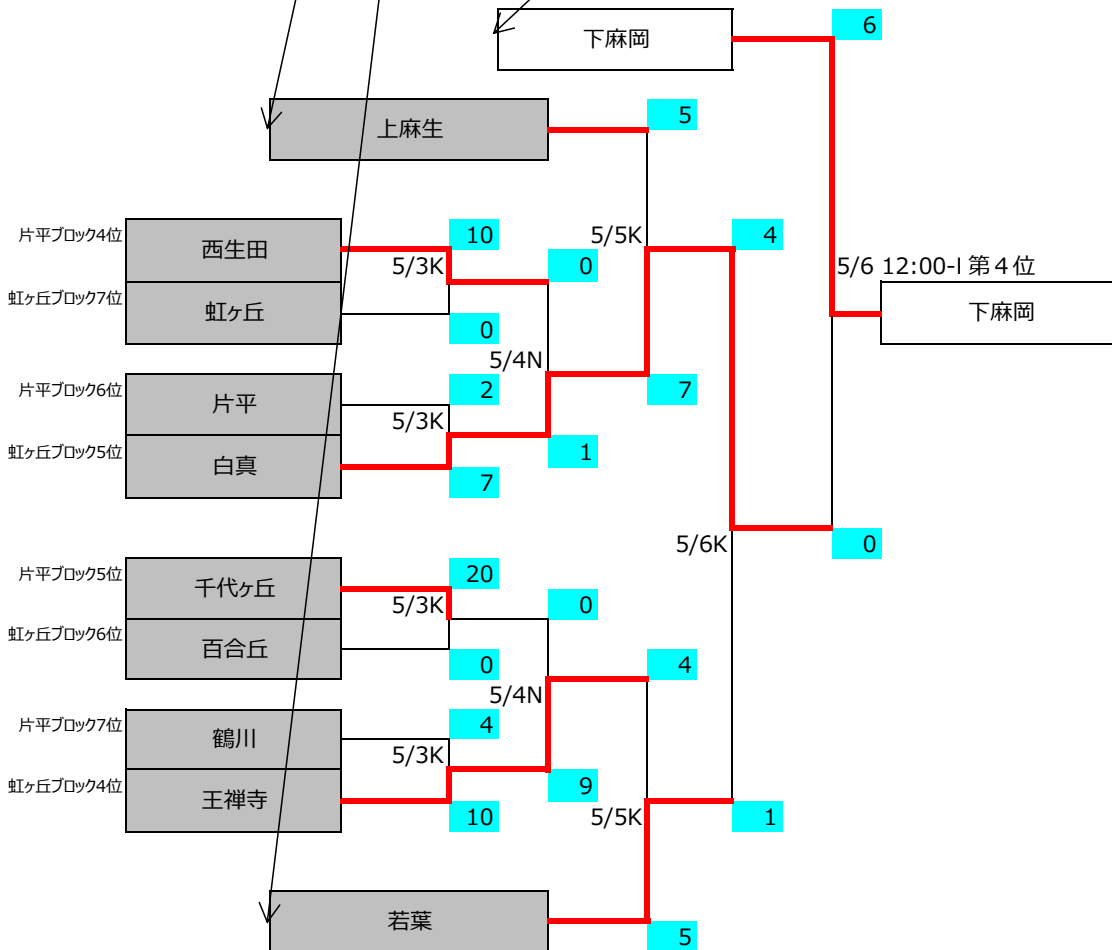 6
下麻岡
5
上麻生
片平ブロック4位
西生田
10
5/3K
0
5/5K
4
5/6 12:00-I 第４位
下麻岡
虹ヶ丘ブロック7位
虹ヶ丘
0
5/4N
片平ブロック6位
片平
2
5/3K
7
虹ヶ丘ブロック5位
白真
7
1
5/6K
0
片平ブロック5位
千代ヶ丘
20
5/3K
0
虹ヶ丘ブロック6位
百合丘
0
5/4N
4
片平ブロック7位
鶴川
4
5/3K
9
虹ヶ丘ブロック4位
王禅寺
10
5/5K
1
若葉
5